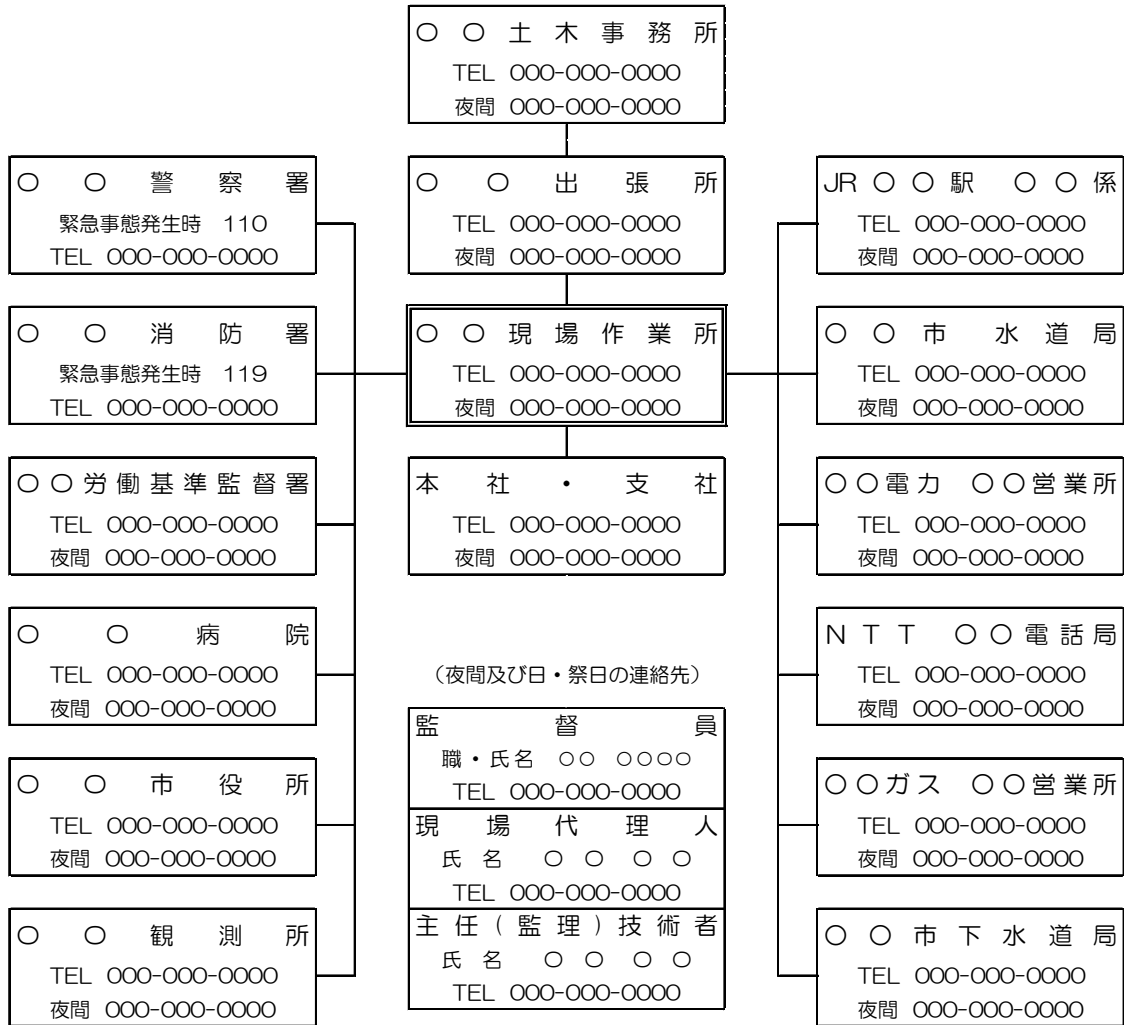 ○○土木事務所
TEL 000-000-0000
夜間 000-000-0000
○○警察署
緊急事態発生時 110
TEL 000-000-0000
○○出張所
TEL 000-000-0000
夜間 000-000-0000
JR ○○駅 ○○係
TEL 000-000-0000
夜間 000-000-0000
○○消防署
緊急事態発生時 119
TEL 000-000-0000
○○現場作業所
TEL 000-000-0000
夜間 000-000-0000
○○市水道局
TEL 000-000-0000
夜間 000-000-0000
○○労働基準監督署
TEL 000-000-0000
夜間 000-000-0000
本社・支社
TEL 000-000-0000
夜間 000-000-0000
○○電力 ○○営業所
TEL 000-000-0000
夜間 000-000-0000
○○病院
TEL 000-000-0000
夜間 000-000-0000
NTT ○○電話局
TEL 000-000-0000
夜間 000-000-0000
(夜間及び日・祭日の連絡先)
監督員
職・氏名 ○○ ○○○○
TEL 000-000-0000
現場代理人
氏名 ○○○○
TEL 000-000-0000
主任(監理)技術者
氏名 ○○○○
TEL 000-000-0000
○○市役所
TEL 000-000-0000
夜間 000-000-0000
○○ガス ○○営業所
TEL 000-000-0000
夜間 000-000-0000
○○観測所
TEL 000-000-0000
夜間 000-000-0000
○○市下水道局
TEL 000-000-0000
夜間 000-000-0000